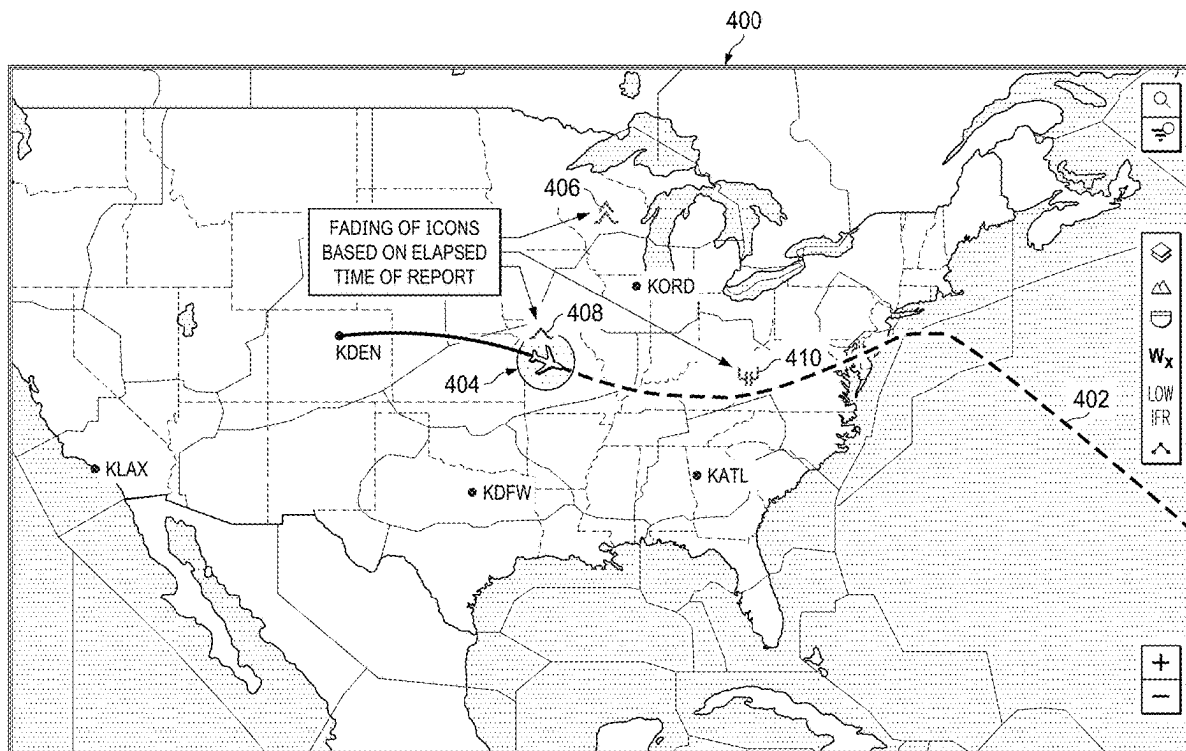 400
406
FADING OF ICONS
BASED ON ELAPSED
TIME OF REPORT
KORD
408
KDEN
410
404
Wx
LOW
IFR
402
KLAX
KDFW
KATL
+
−